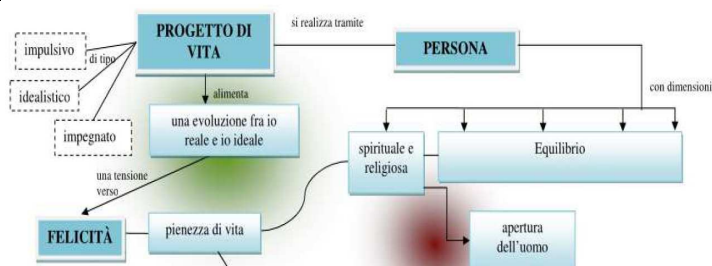 si realizza tramite
PROGETTO DI
VITA
PERSONA
impulsivo
di tipo
idealistico
impegnato
alimenta
con dimensioni
una evoluzione fra io
reale e io ideale
spirituale e
religiosa
Equilibrio
una tensione
verso
FELICITÀ
pienezza di vita
apertura
dell'uomo